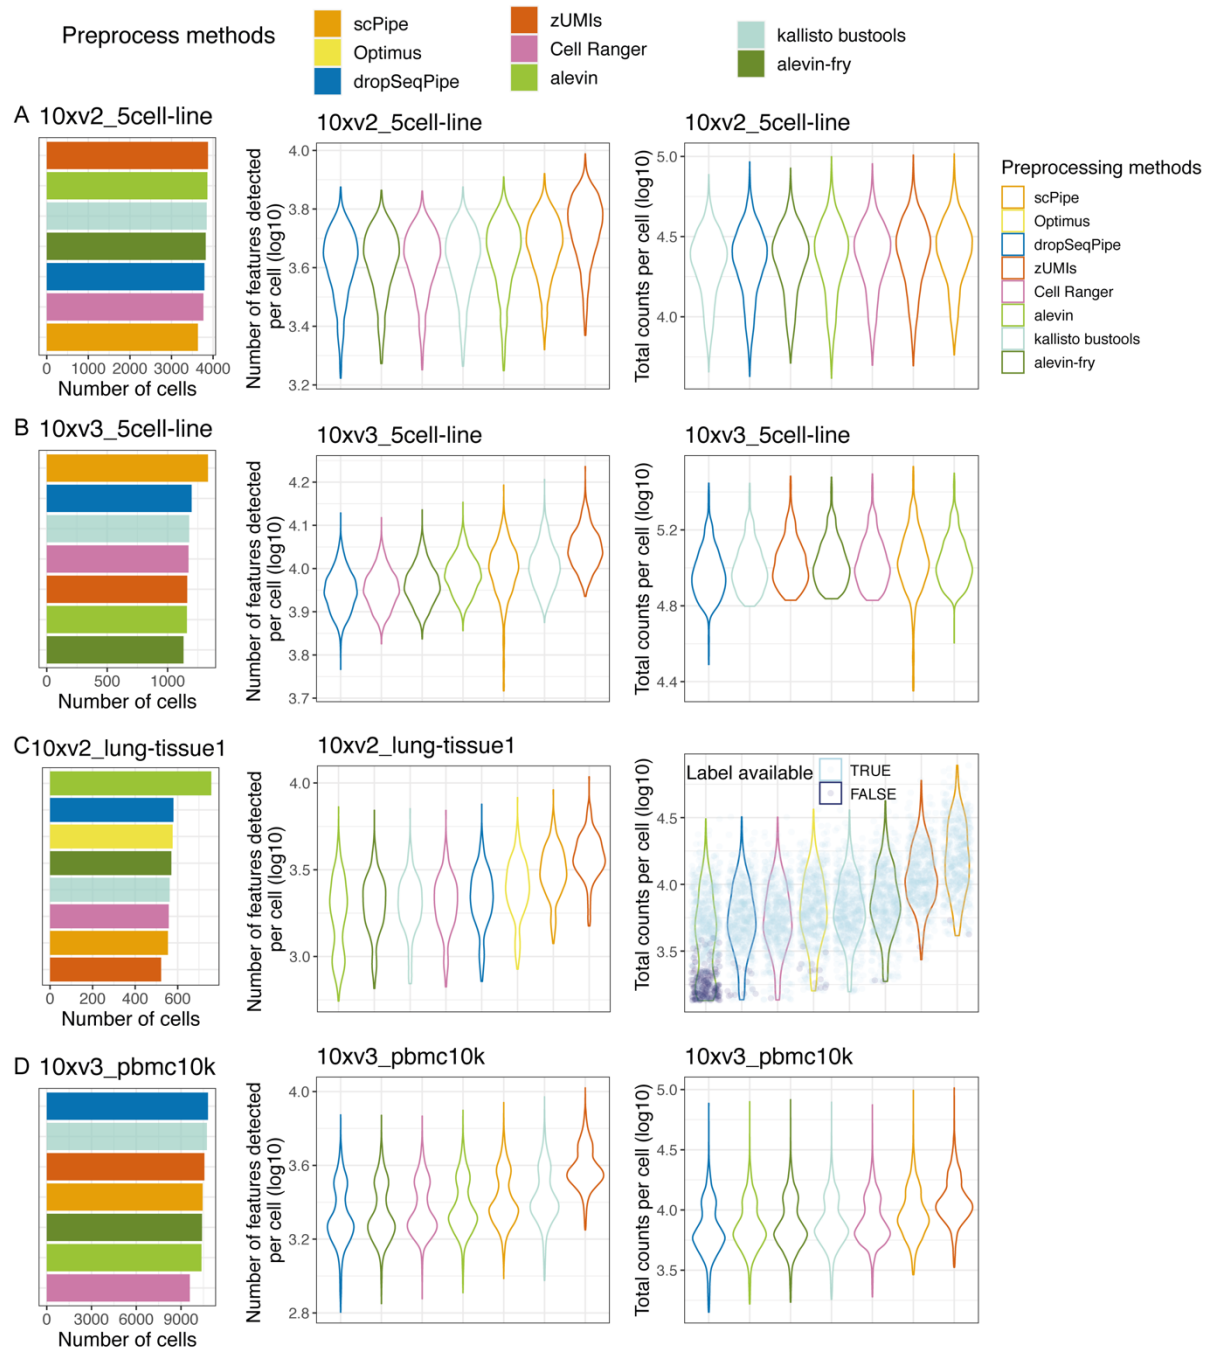 Preprocess methods
scPipe
Optimus
dropSeqPipe
zUMIs
Cell Ranger
alevin
kallisto bustools
alevin-fry
A 10xv2_5cell-line
0 1000 2000 3000 4000
Number of cells
10xv2_5cell-line
Number of features detected
per cell (log10)
4.0
3.8
3.6
3.4
3.2
10xv2_5cell-line
Total counts per cell (log10)
5.0
4.5
4.0
Preprocessing methods
scPipe
Optimus
dropSeqPipe
zUMIs
Cell Ranger
alevin
kallisto bustools
alevin-fry
B 10xv3_5cell-line
0 500 1000
Number of cells
10xv3_5cell-line
Number of features detected
per cell (log10)
4.2
4.1
4.0
3.9
3.8
3.7
10xv3_5cell-line
Total counts per cell (log10)
5.2
4.8
4.4
C 10xv2_lung-tissue1
0 200 400 600
Number of cells
10xv2_lung-tissue1
Number of features detected
per cell (log10)
4.0
3.5
3.0
Total counts per cell (log10)
4.5
4.0
3.5
Label available
TRUE
FALSE
D 10xv3_pbmc10k
0 3000 6000 9000
Number of cells
10xv3_pbmc10k
Number of features detected
per cell (log10)
4.0
3.6
3.2
2.8
10xv3_pbmc10k
Total counts per cell (log10)
5.0
4.5
4.0
3.5